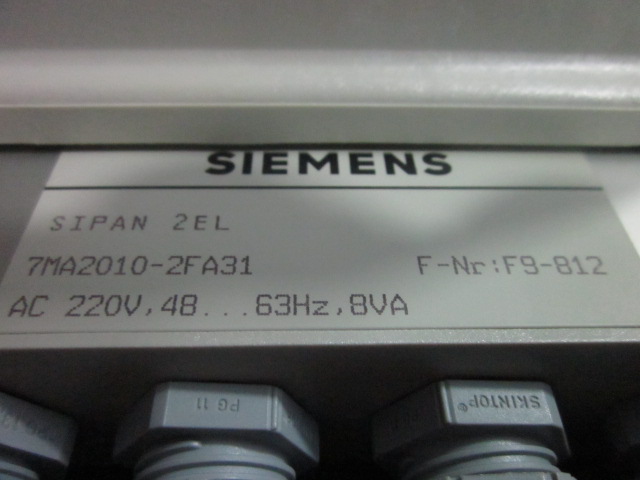 SIEMENS
SIPAN 2EL
7MA2010-2FA31 F-Nr:F9-812
AC 220V,48...63Hz,8VA
PG 11
SKINTOP®